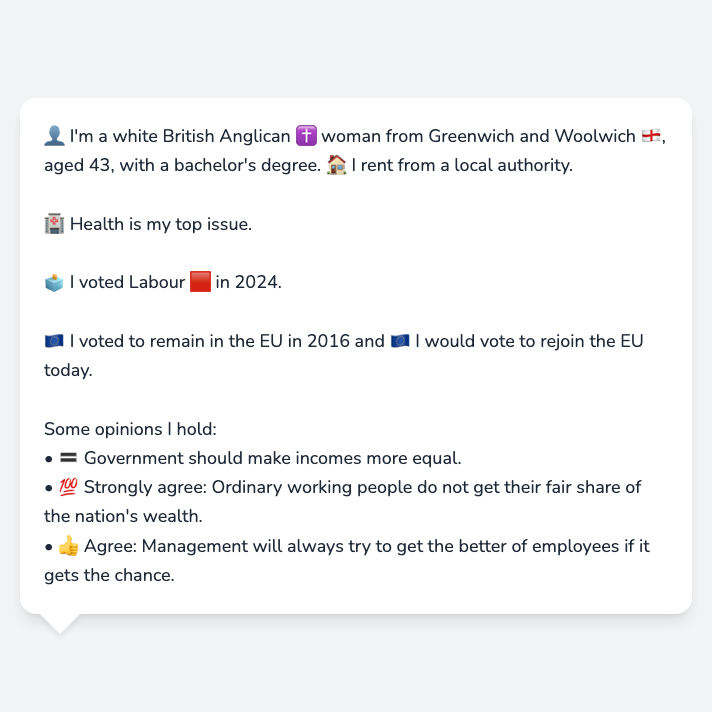 👤 I'm a white British Anglican ✝️ woman from Greenwich and Woolwich 🏴󠁧󠁢󠁥󠁮󠁧󠁿,
aged 43, with a bachelor's degree. 🏠 I rent from a local authority.
🏥 Health is my top issue.
🗳️ I voted Labour 🟥 in 2024.
🇪🇺 I voted to remain in the EU in 2016 and 🇪🇺 I would vote to rejoin the EU
today.
Some opinions I hold:
• 🟰 Government should make incomes more equal.
• 💯 Strongly agree: Ordinary working people do not get their fair share of
the nation's wealth.
• 👍 Agree: Management will always try to get the better of employees if it
gets the chance.